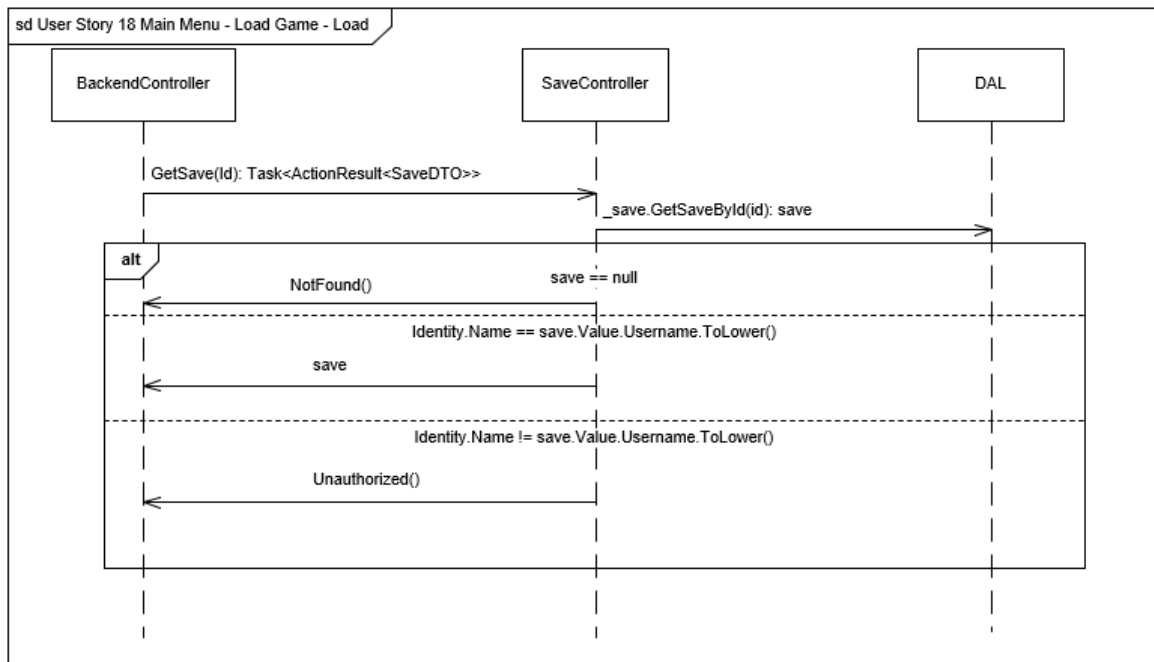 sd User Story 18 Main Menu - Load Game - Load
BackendController
SaveController
DAL
GetSave(Id): Task<ActionResult<SaveDTO>>
_save.GetSaveById(id): save
alt
save == null
NotFound()
Identity.Name == save.Value.Username.ToLower()
save
Identity.Name != save.Value.Username.ToLower()
Unauthorized()